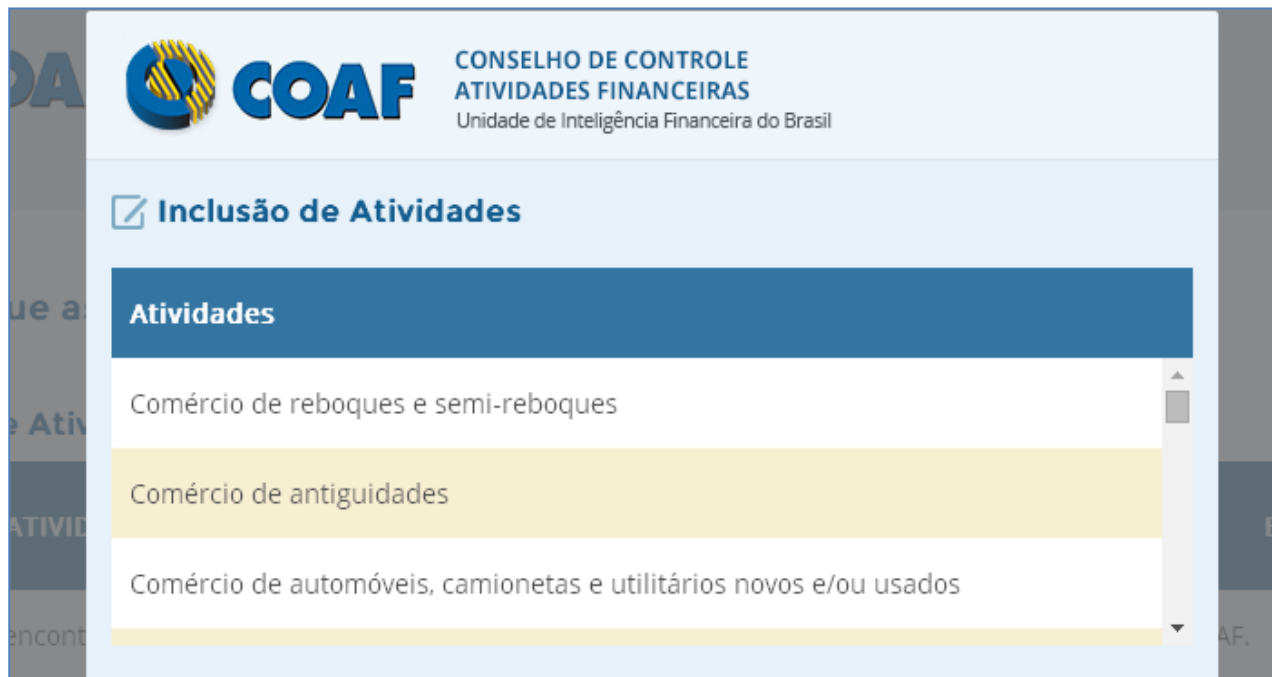 COAF
CONSELHO DE CONTROLE
ATIVIDADES FINANCEIRAS
Unidade de Inteligência Financeira do Brasil
Inclusão de Atividades
Atividades
Comércio de reboques e semi-reboques
Comércio de antiguidades
Comércio de automóveis, camionetas e utilitários novos e/ou usados